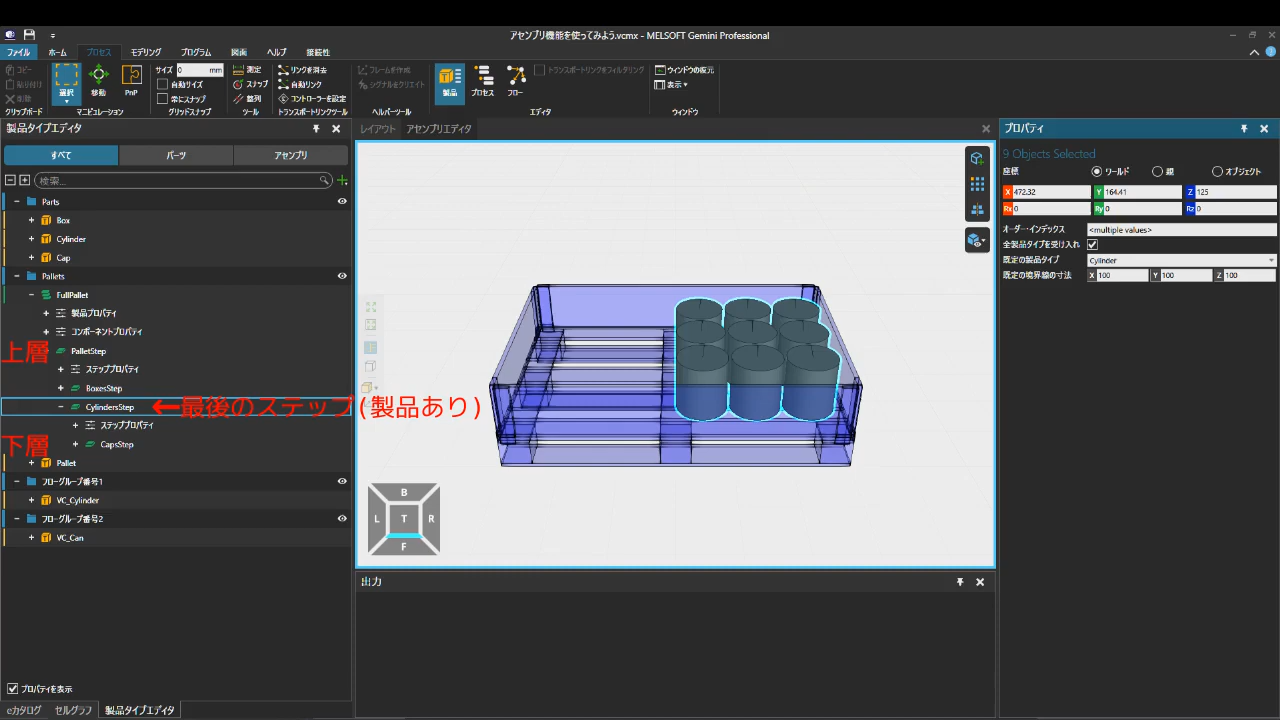 アセンブリ機能を使ってみよう.vcmx - MELSOFT Gemini Professional
ファイル ホーム プロセス モデリング プログラム 図面 ヘルプ 接続性
コピー
貼り付け
削除
クリップボード
選択
移動
PnP
マニピュレーション
サイズ 0 mm
自動サイズ
常にスナップ
グリッドスナップ
測定
スナップ
整列
ツール
リンクを消去
自動リンク
コントローラーを設定
トランスポートリンクツール
フレームを作成
シグナルをクリエイト
ヘルパーツール
製品
プロセス
フロー
トランスポートリンクをフィルタリング
エディタ
ウィンドウの復元
表示
ウィンドウ
製品タイプエディタ
すべて パーツ アセンブリ
検索...
Parts
Box
Cylinder
Cap
Pallets
FullPallet
製品プロパティ
コンポーネントプロパティ
上層
PalletStep
ステッププロパティ
BoxesStep
CylindersStep
←最後のステップ(製品あり)
ステッププロパティ
下層
CapsStep
Pallet
フローグループ番号1
VC_Cylinder
フローグループ番号2
VC_Can
プロパティを表示
eカタログ セルグラフ 製品タイプエディタ
レイアウト アセンブリエディタ
B
L T R
F
出力
プロパティ
9 Objects Selected
座標 ワールド 親 オブジェクト
X 472.32 Y 164.41 Z 125
Rx 0 Ry 0 Rz 0
オーダー・インデックス <multiple values>
全製品タイプを受け入れ
既定の製品タイプ Cylinder
既定の境界線の寸法 X 100 Y 100 Z 100